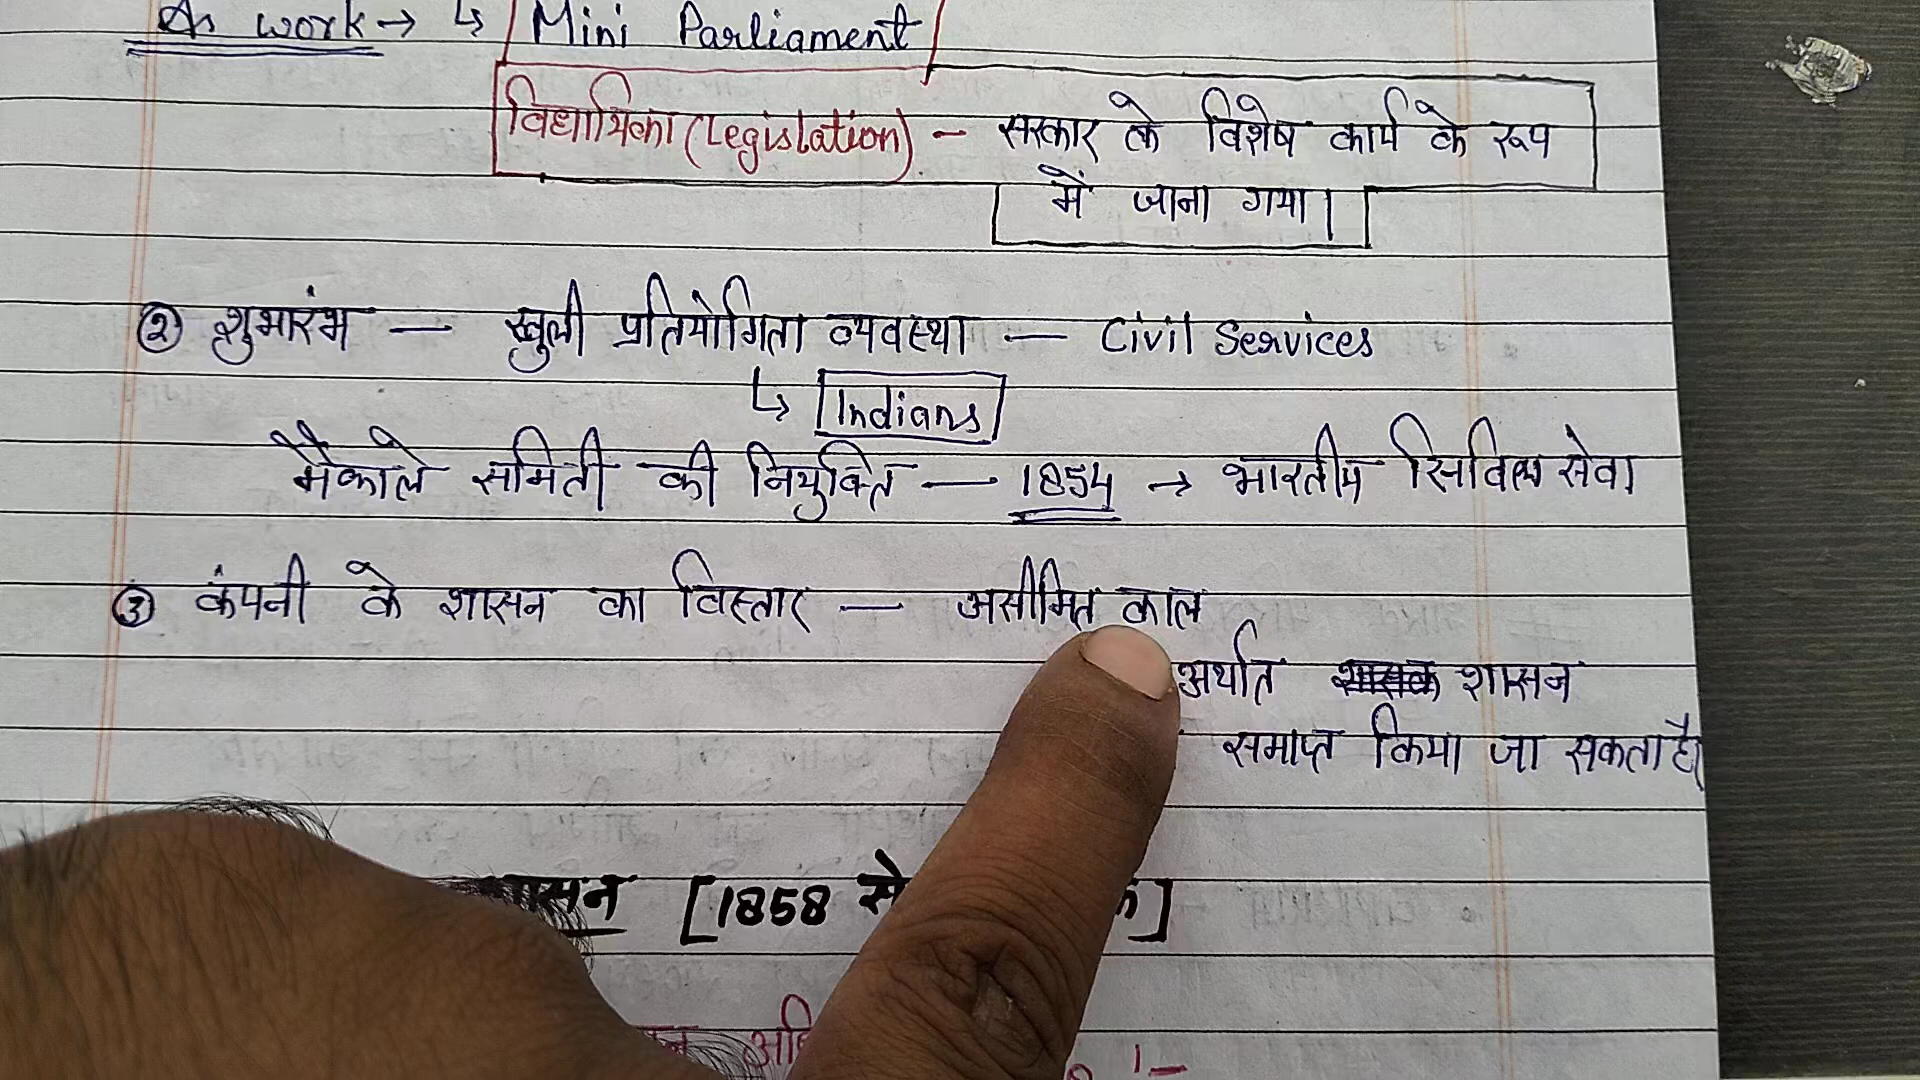 As work → ↳ Mini Parliament
विधायिका (Legislation) — सरकार के विशेष कार्य के रूप
में जाना गया।
② शुभारंभ — खुली प्रतियोगिता व्यवस्था — Civil Services
↳ Indians
मैकाले समिती की नियुक्ति — 1854 → भारतीय सिविल सेवा
③ कंपनी के शासन का विस्तार — असीमित काल
अर्थात शासन
समाप्त किया जा सकता है।
[1858 से